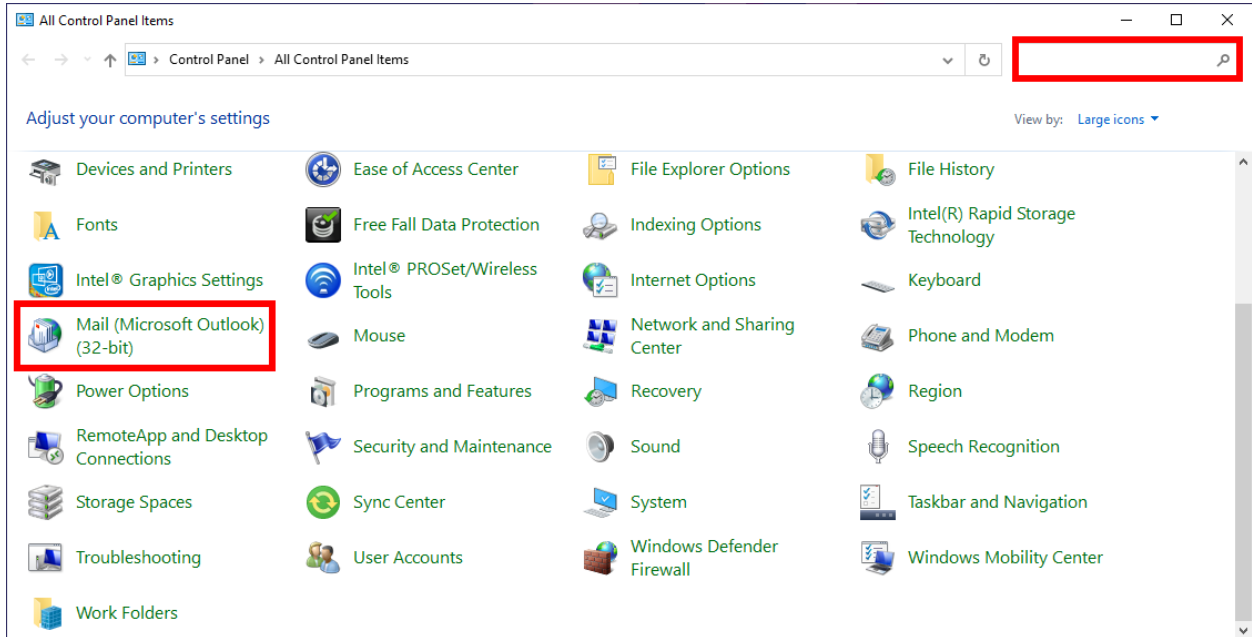 All Control Panel Items
Control Panel > All Control Panel Items
Adjust your computer's settings
View by: Large icons
Devices and Printers
Ease of Access Center
File Explorer Options
File History
Fonts
Free Fall Data Protection
Indexing Options
Intel(R) Rapid Storage
Technology
Intel® Graphics Settings
Intel® PROSet/Wireless
Tools
Internet Options
Keyboard
Mail (Microsoft Outlook)
(32-bit)
Mouse
Network and Sharing
Center
Phone and Modem
Power Options
Programs and Features
Recovery
Region
RemoteApp and Desktop
Connections
Security and Maintenance
Sound
Speech Recognition
Storage Spaces
Sync Center
System
Taskbar and Navigation
Troubleshooting
User Accounts
Windows Defender
Firewall
Windows Mobility Center
Work Folders